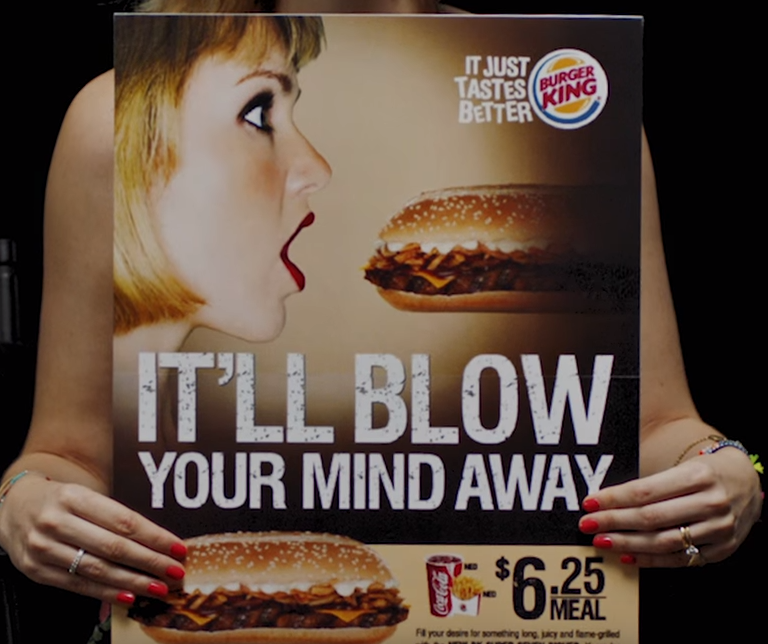 IT JUST
TASTES
BETTER
BURGER
KING
IT'LL BLOW
YOUR MIND AWAY
Coca-Cola
MED
MED
$6.25
MEAL
Fill your desire for something long, juicy and flame-grilled